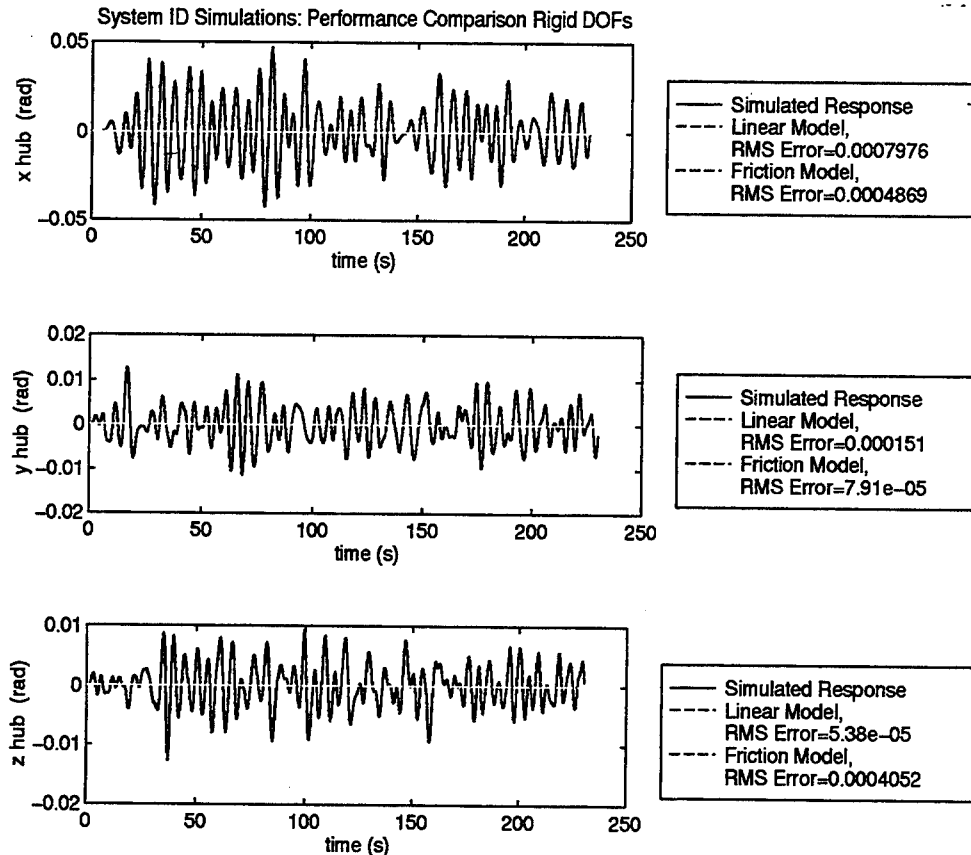 System ID Simulations: Performance Comparison Rigid DOFs
0.05
0
−0.05
x hub (rad)
0 50 100 150 200 250
time (s)
Simulated Response
Linear Model,
RMS Error=0.0007976
Friction Model,
RMS Error=0.0004869
0.02
0.01
0
−0.01
−0.02
y hub (rad)
0 50 100 150 200 250
time (s)
Simulated Response
Linear Model,
RMS Error=0.000151
Friction Model,
RMS Error=7.91e−05
0.01
0
−0.01
−0.02
z hub (rad)
0 50 100 150 200 250
time (s)
Simulated Response
Linear Model,
RMS Error=5.38e−05
Friction Model,
RMS Error=0.0004052